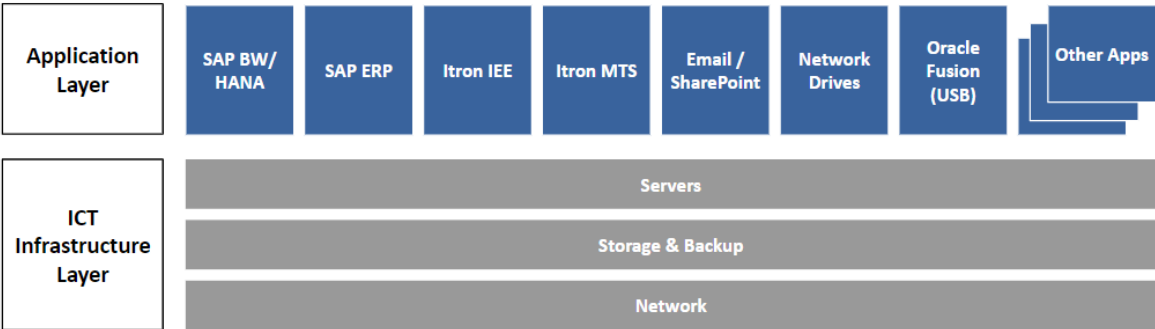 Application
Layer
SAP BW/
HANA
SAP ERP
Itron IEE
Itron MTS
Email /
SharePoint
Network
Drives
Oracle
Fusion
(USB)
Other Apps
ICT
Infrastructure
Layer
Servers
Storage & Backup
Network